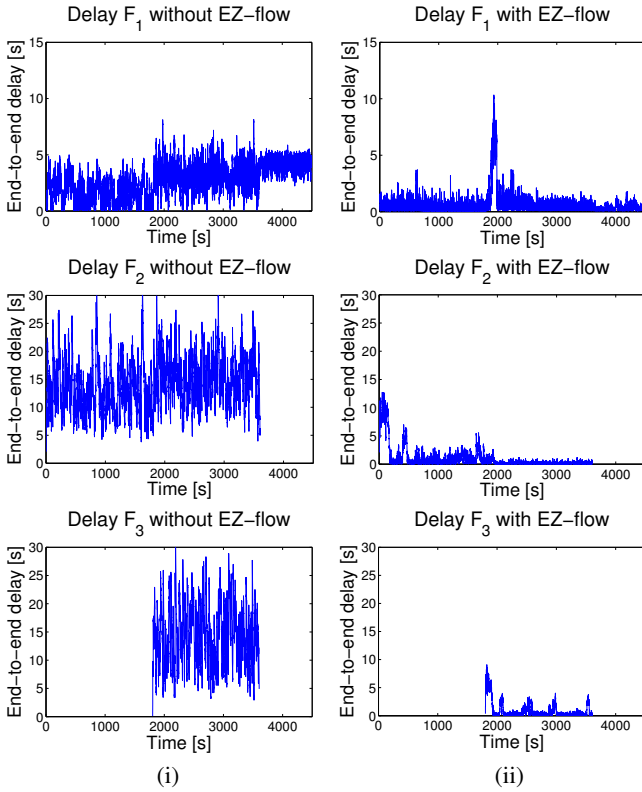 Delay F1 without EZ−flow
End−to−end delay [s]
15
10
5
0
0 1000 2000 3000 4000
Time [s]
Delay F1 with EZ−flow
End−to−end delay [s]
15
10
5
0
0 1000 2000 3000 4000
Time [s]
Delay F2 without EZ−flow
End−to−end delay [s]
30
25
20
15
10
5
0
0 1000 2000 3000 4000
Time [s]
Delay F2 with EZ−flow
End−to−end delay [s]
30
25
20
15
10
5
0
0 1000 2000 3000 4000
Time [s]
Delay F3 without EZ−flow
End−to−end delay [s]
30
25
20
15
10
5
0
0 1000 2000 3000 4000
Time [s]
Delay F3 with EZ−flow
End−to−end delay [s]
30
25
20
15
10
5
0
0 1000 2000 3000 4000
Time [s]
(i)
(ii)